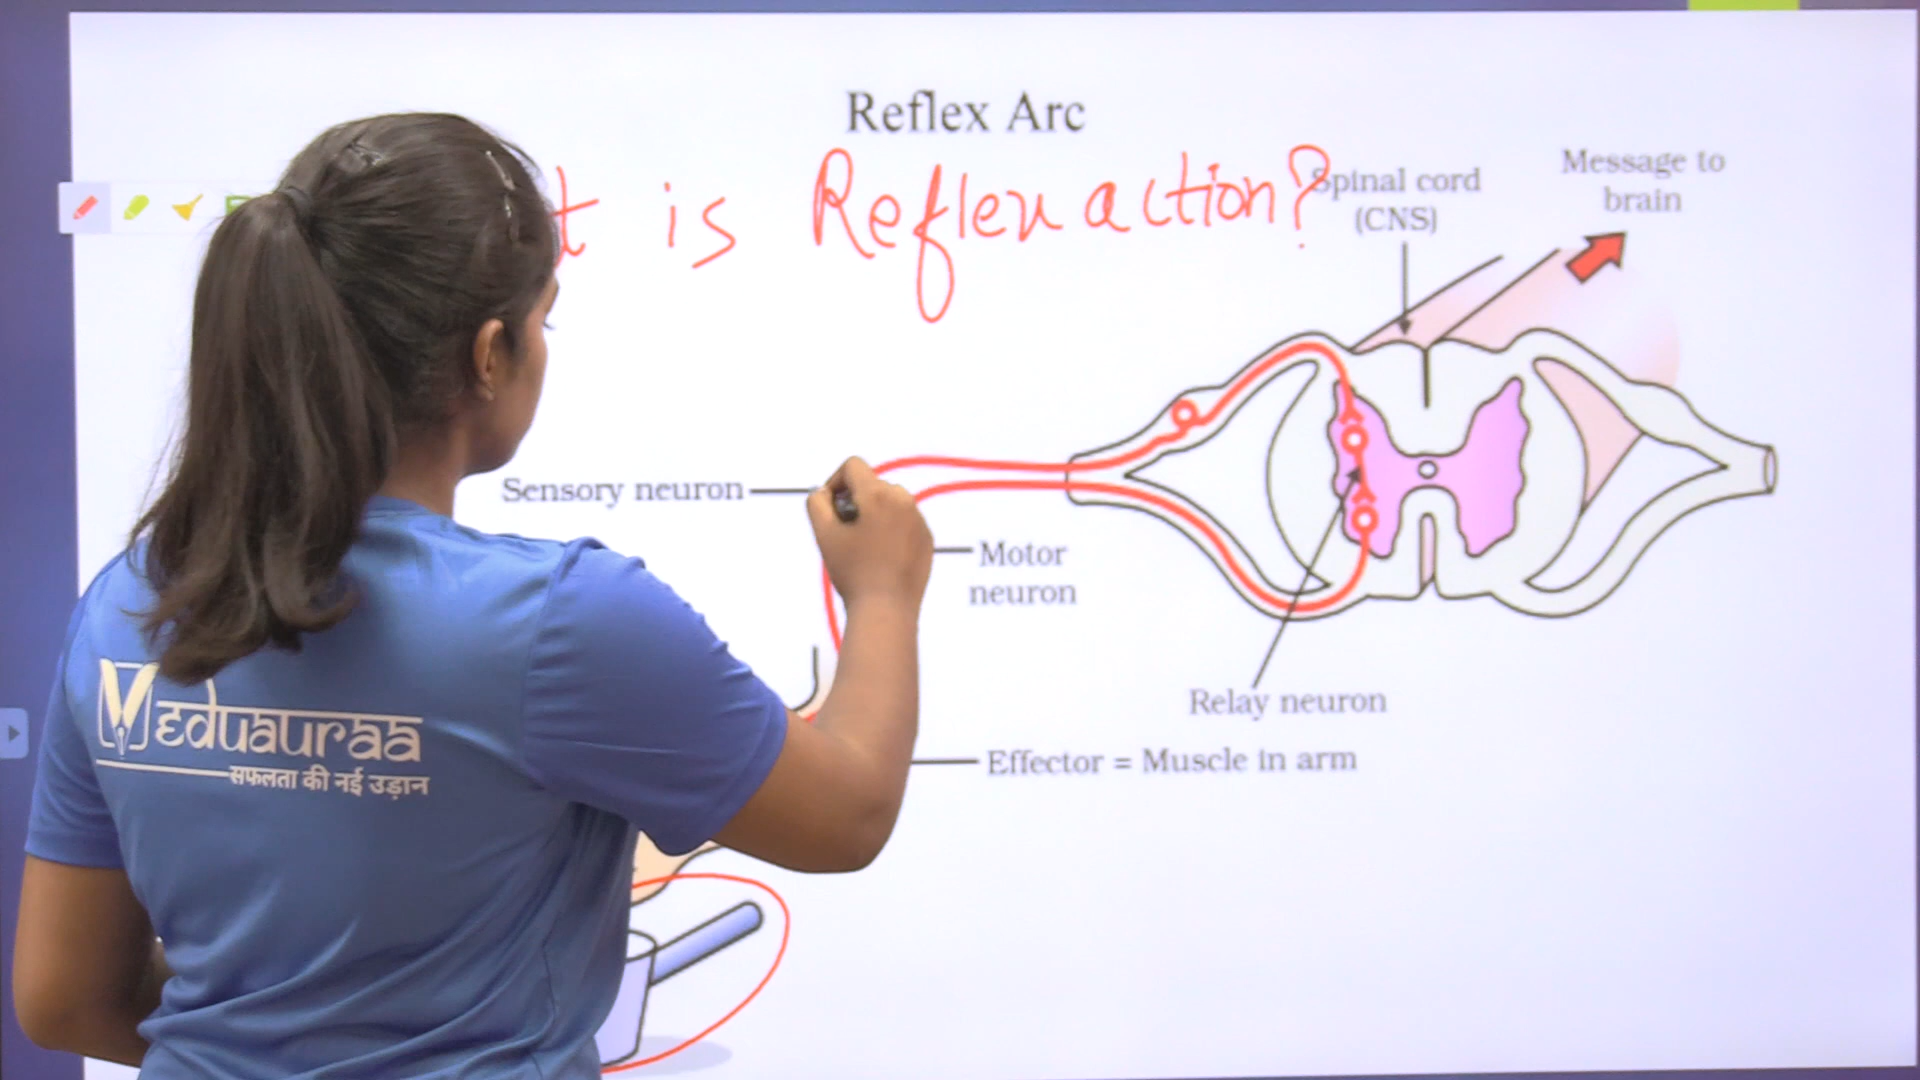 Reflex Arc
t is Reflex action?
Spinal cord
(CNS)
Message to
brain
Sensory neuron
Motor
neuron
Relay neuron
Effector = Muscle in arm
eduauraa
सफलता की नई उड़ान